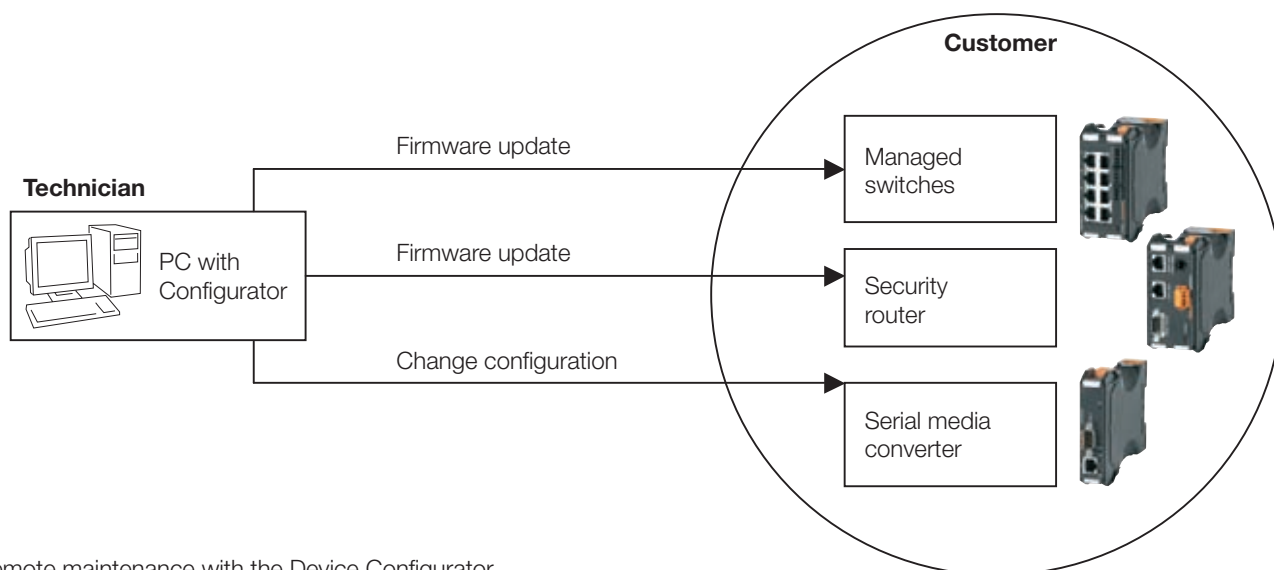 Customer
Firmware update
Managed
switches
Technician
PC with
Configurator
Firmware update
Security
router
Change configuration
Serial media
converter
emote maintenance with the Device Configurator